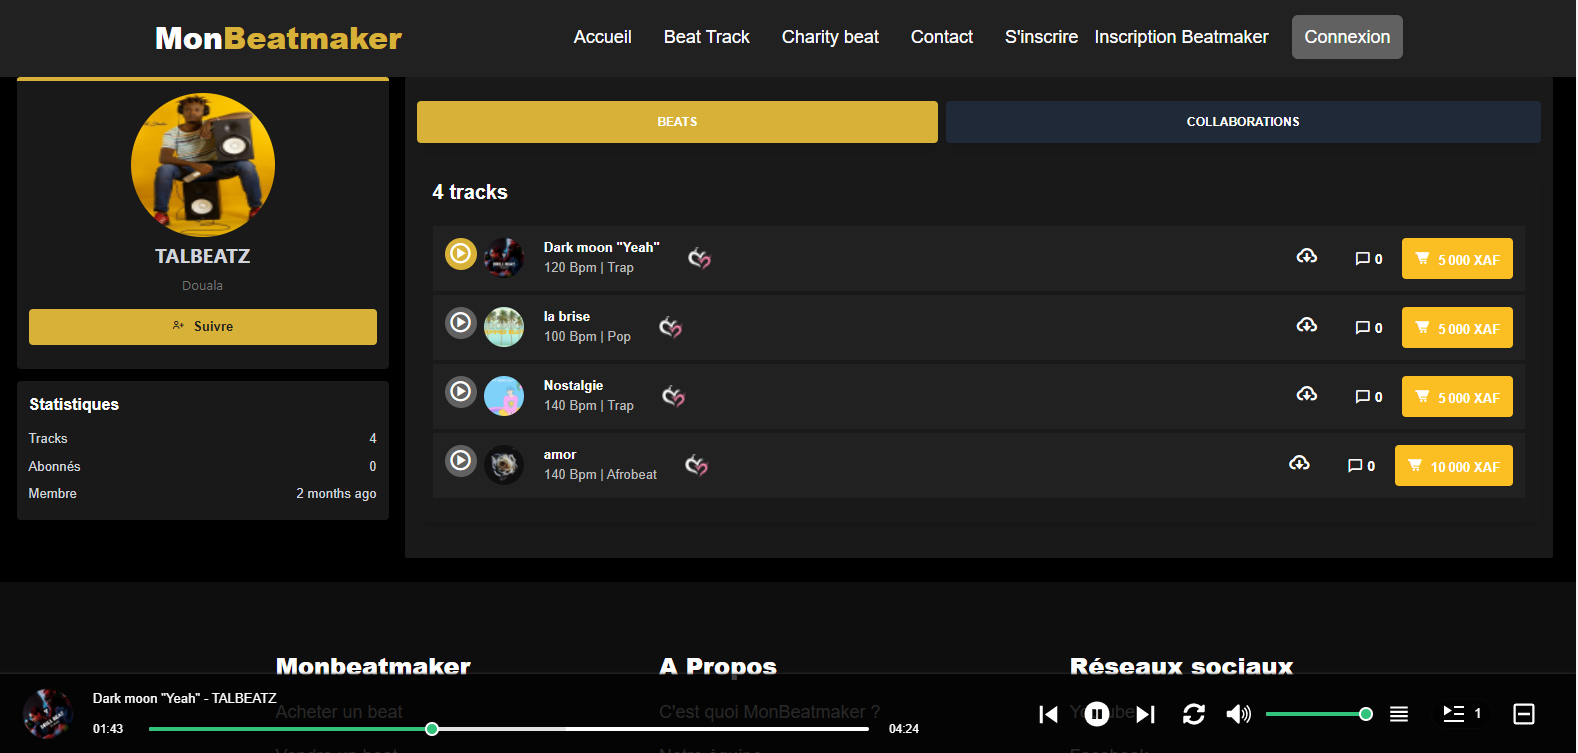 MonBeatmaker
Accueil Beat Track Charity beat Contact S'inscrire Inscription Beatmaker Connexion
TALBEATZ
Douala
Suivre
Statistiques
Tracks 4
Abonnés 0
Membre 2 months ago
BEATS COLLABORATIONS
4 tracks
Dark moon "Yeah"
120 Bpm | Trap
0 5 000 XAF
la brise
100 Bpm | Pop
0 5 000 XAF
Nostalgie
140 Bpm | Trap
0 5 000 XAF
amor
140 Bpm | Afrobeat
0 10 000 XAF
Monbeatmaker A Propos Réseaux sociaux
Acheter un beat C'est quoi MonBeatmaker ?
Dark moon "Yeah" - TALBEATZ
01:43 04:24
1